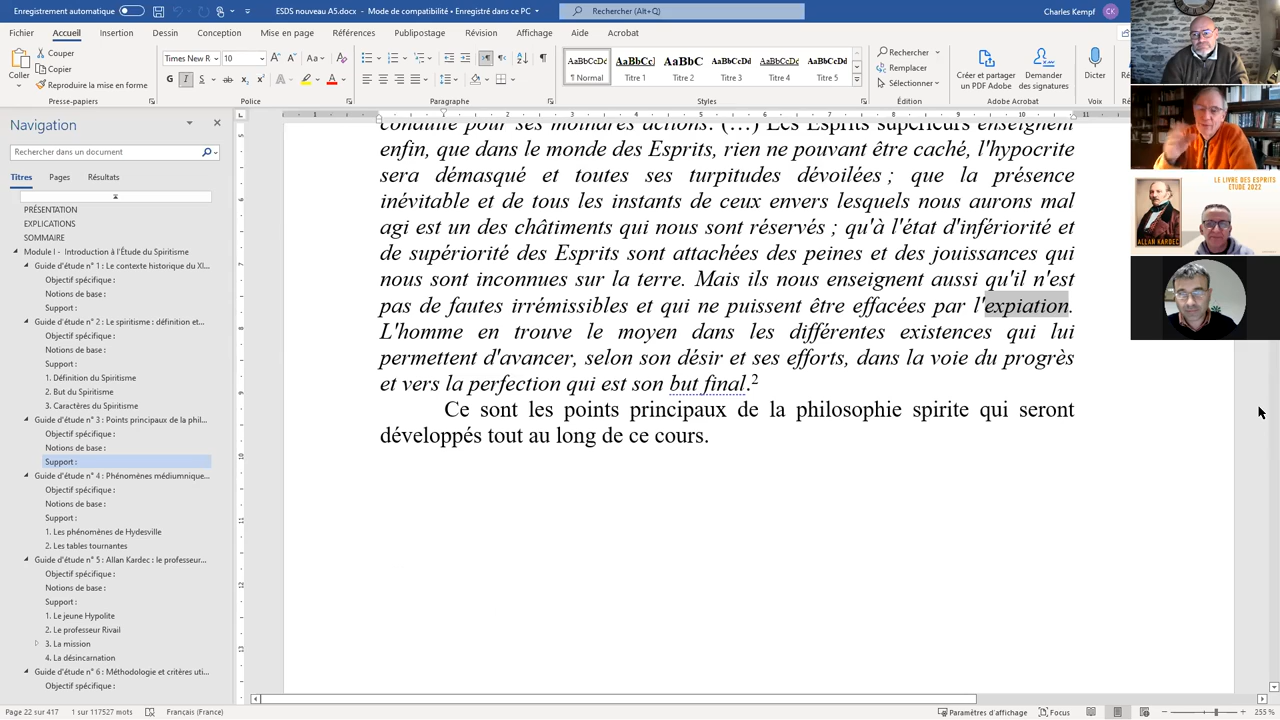 Enregistrement automatique
ESDS nouveau A5.docx - Mode de compatibilité • Enregistré dans ce PC
Rechercher (Alt+Q)
Charles Kempf
CK
Fichier Accueil Insertion Dessin Conception Mise en page Références Publipostage Révision Affichage Aide Acrobat
Coller
Couper
Copier
Reproduire la mise en forme
Presse-papiers
Times New R 10
G I S ab
Police
Paragraphe
AaBbCcDc AaBbCcl AaBbC AaBbCcDd AaBbCcDd AaBbCcDd
¶ Normal Titre 1 Titre 2 Titre 3 Titre 4 Titre 5
Styles
Rechercher
Remplacer
Sélectionner
Édition
Créer et partager
un PDF Adobe
Demander
des signatures
Adobe Acrobat
Dicter
Voix
Navigation
Rechercher dans un document
Titres Pages Résultats
PRÉSENTATION
EXPLICATIONS
SOMMAIRE
Module I - Introduction à l'Étude du Spiritisme
Guide d'étude n° 1 : Le contexte historique du XI...
Objectif spécifique :
Notions de base :
Support :
Guide d'étude n° 2 : Le spiritisme : définition et...
Objectif spécifique :
Notions de base :
Support :
1. Définition du Spiritisme
2. But du Spiritisme
3. Caractères du Spiritisme
Guide d'étude n° 3 : Points principaux de la phil...
Objectif spécifique :
Notions de base :
Support :
Guide d'étude n° 4 : Phénomènes médiumnique...
Objectif spécifique :
Notions de base :
Support :
1. Les phénomènes de Hydesville
2. Les tables tournantes
Guide d'étude n° 5 : Allan Kardec : le professeur...
Objectif spécifique :
Notions de base :
Support :
1. Le jeune Hypolite
2. Le professeur Rivail
3. La mission
4. La désincarnation
Guide d'étude n° 6 : Méthodologie et critères uti...
Objectif spécifique :
conduite pour ses moindres actions. (…) Les Esprits supérieurs enseignent
enfin, que dans le monde des Esprits, rien ne pouvant être caché, l'hypocrite
sera démasqué et toutes ses turpitudes dévoilées ; que la présence
inévitable et de tous les instants de ceux envers lesquels nous aurons mal
agi est un des châtiments qui nous sont réservés ; qu'à l'état d'infériorité et
de supériorité des Esprits sont attachées des peines et des jouissances qui
nous sont inconnues sur la terre. Mais ils nous enseignent aussi qu'il n'est
pas de fautes irrémissibles et qui ne puissent être effacées par l'expiation.
L'homme en trouve le moyen dans les différentes existences qui lui
permettent d'avancer, selon son désir et ses efforts, dans la voie du progrès
et vers la perfection qui est son but final.2
Ce sont les points principaux de la philosophie spirite qui seront
développés tout au long de ce cours.
LE LIVRE DES ESPRITS
ETUDE 2022
ALLAN KARDEC
Page 22 sur 417 1 sur 117527 mots Français (France)
Paramètres d'affichage Focus 255 %